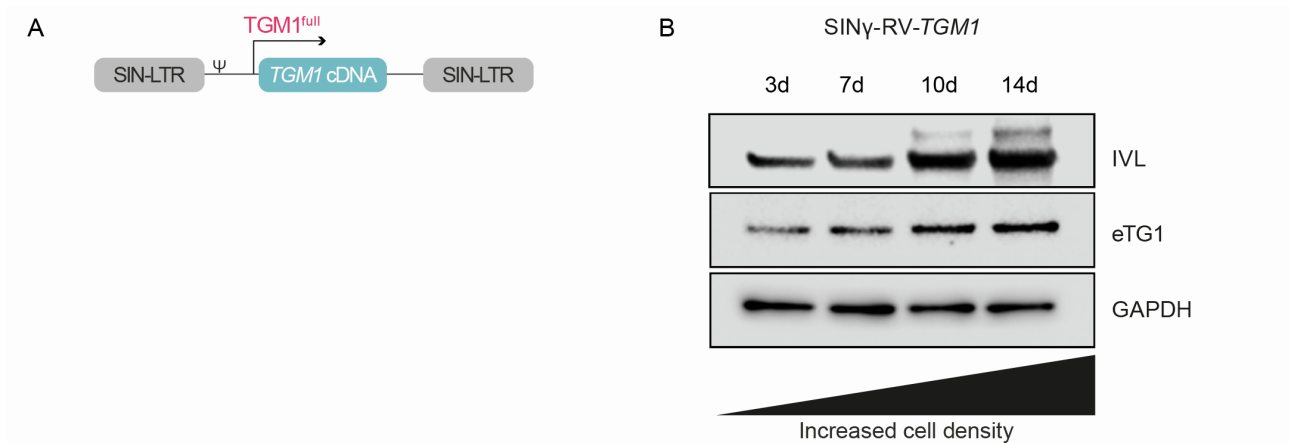 A
TGM1full
SIN-LTR Ψ TGM1 cDNA SIN-LTR
B
SINγ-RV-TGM1
3d 7d 10d 14d
IVL
eTG1
GAPDH
Increased cell density